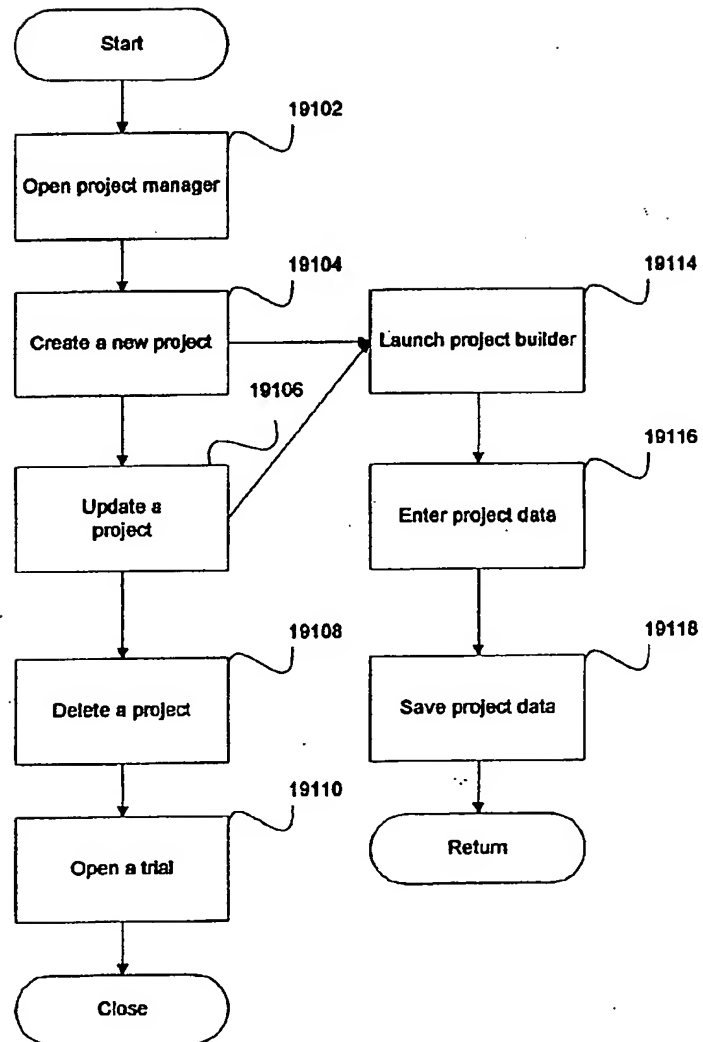 Start
19102
Open project manager
19104
Create a new project
19114
Launch project builder
19106
Update a
project
19116
Enter project data
19108
Delete a project
19118
Save project data
19110
Open a trial
Return
Close